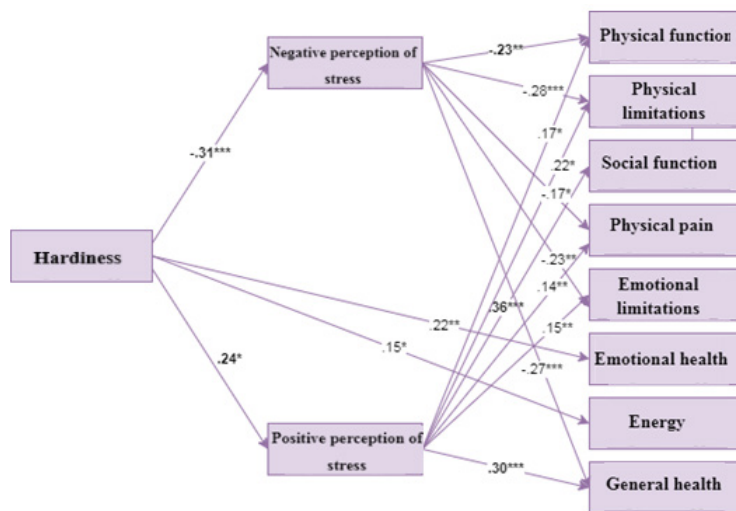 Physical function
Negative perception of
stress
-.23**
-.28***
Physical
limitations
.17*
Social function
.22*
-.31***
-.17*
Physical pain
Hardiness
-.23**
.14**
Emotional
limitations
.36***
.22**
.15**
.15*
Emotional health
.24*
-.27***
Energy
Positive perception of
stress
.30***
General health